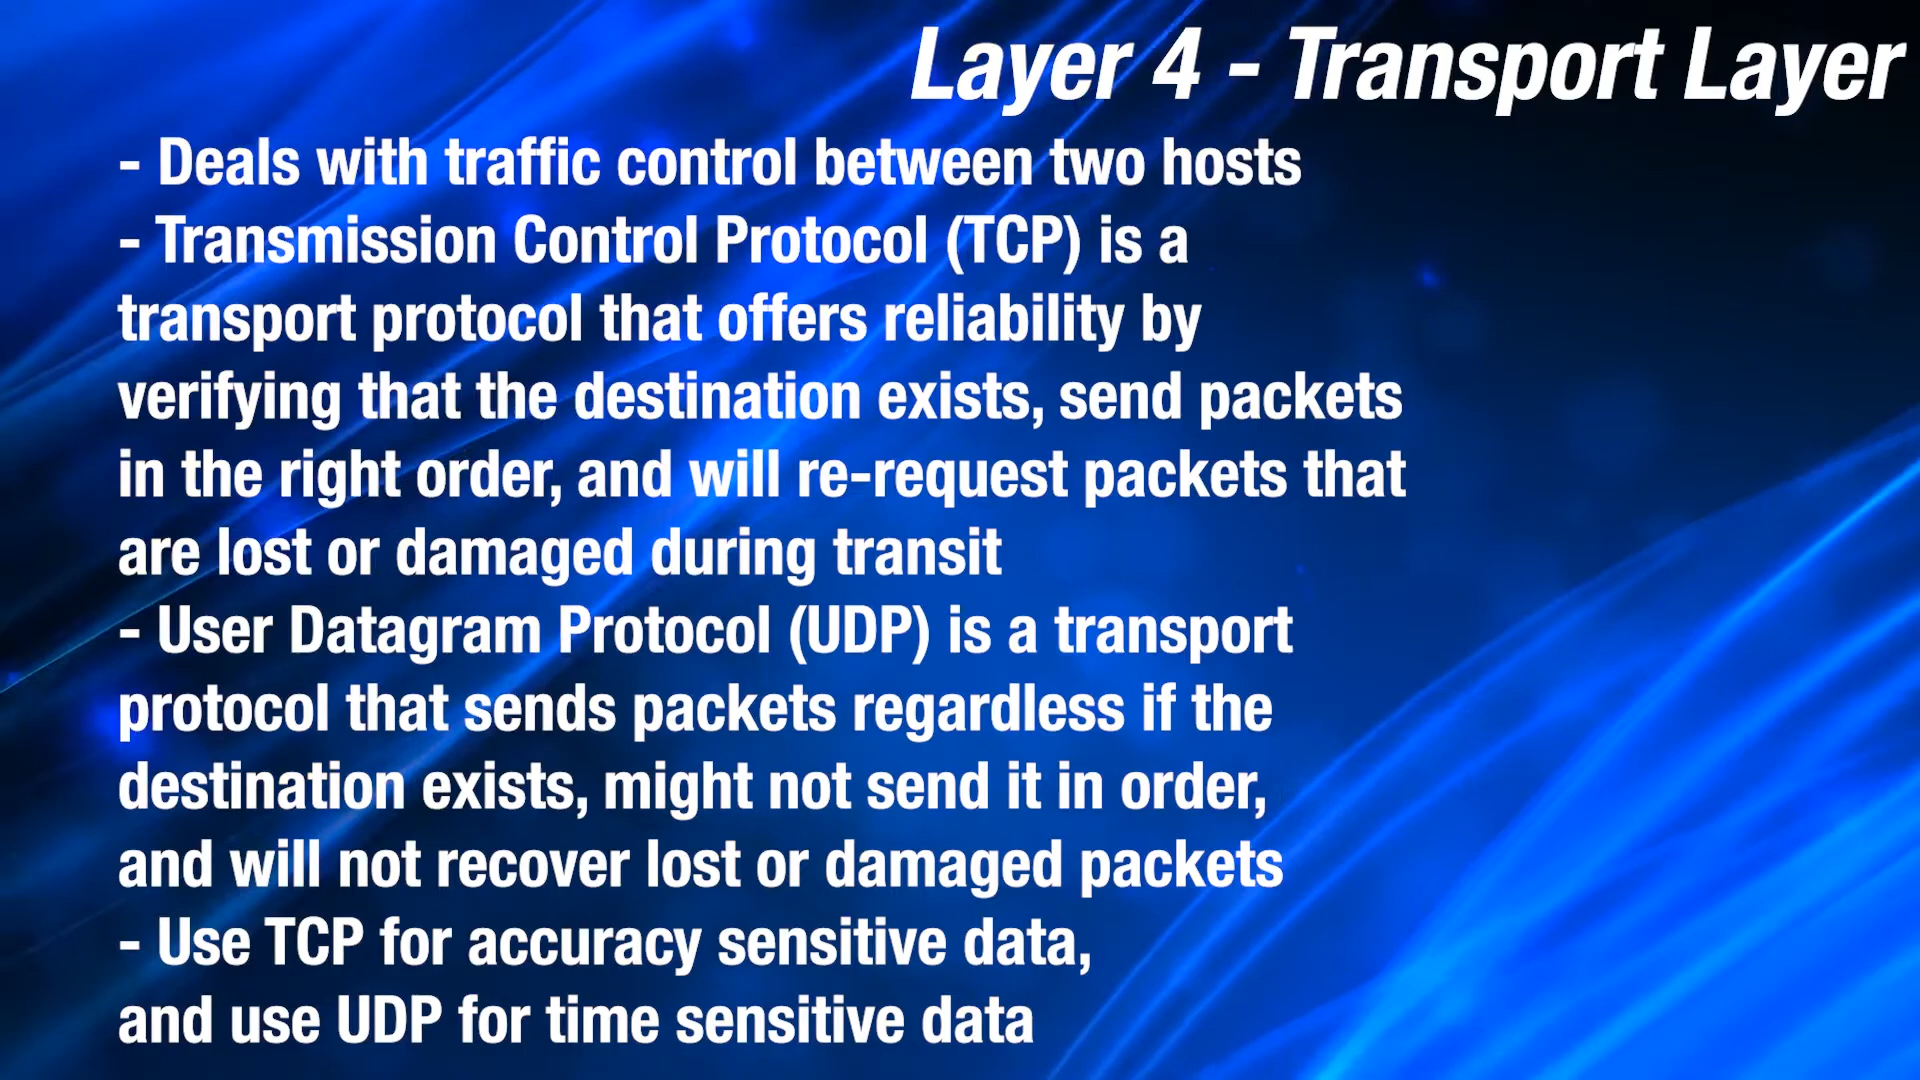 Layer 4 - Transport Layer
- Deals with traffic control between two hosts
- Transmission Control Protocol (TCP) is a
transport protocol that offers reliability by
verifying that the destination exists, send packets
in the right order, and will re-request packets that
are lost or damaged during transit
- User Datagram Protocol (UDP) is a transport
protocol that sends packets regardless if the
destination exists, might not send it in order,
and will not recover lost or damaged packets
- Use TCP for accuracy sensitive data,
and use UDP for time sensitive data